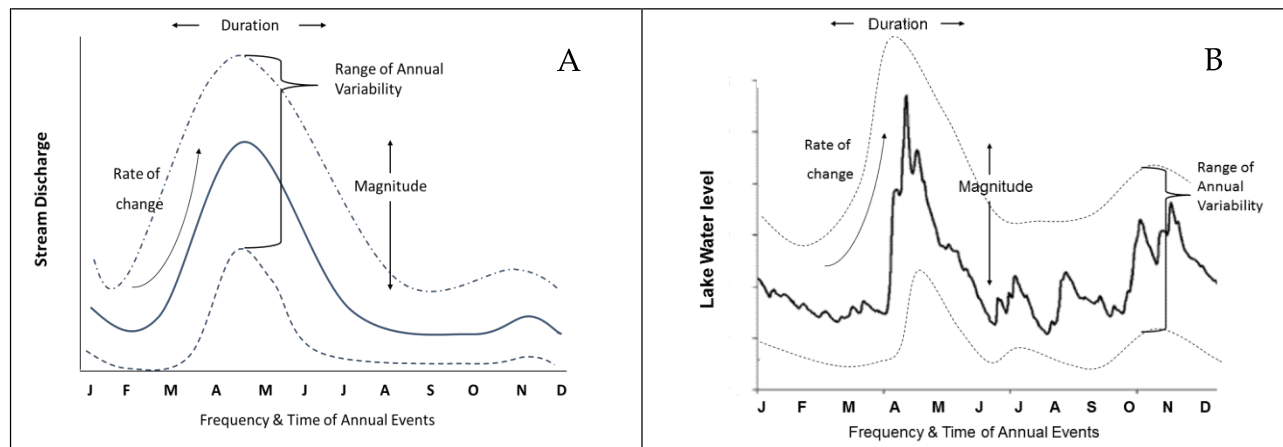 Duration
A
Range of Annual
Variability
Rate of
change
Magnitude
Stream Discharge
J F M A M J J A S O N D
Frequency & Time of Annual Events
Duration
B
Rate of
change
Magnitude
Range of
Annual
Variability
Lake Water level
J F M A M J J A S O N D
Frequency & Time of Annual Events